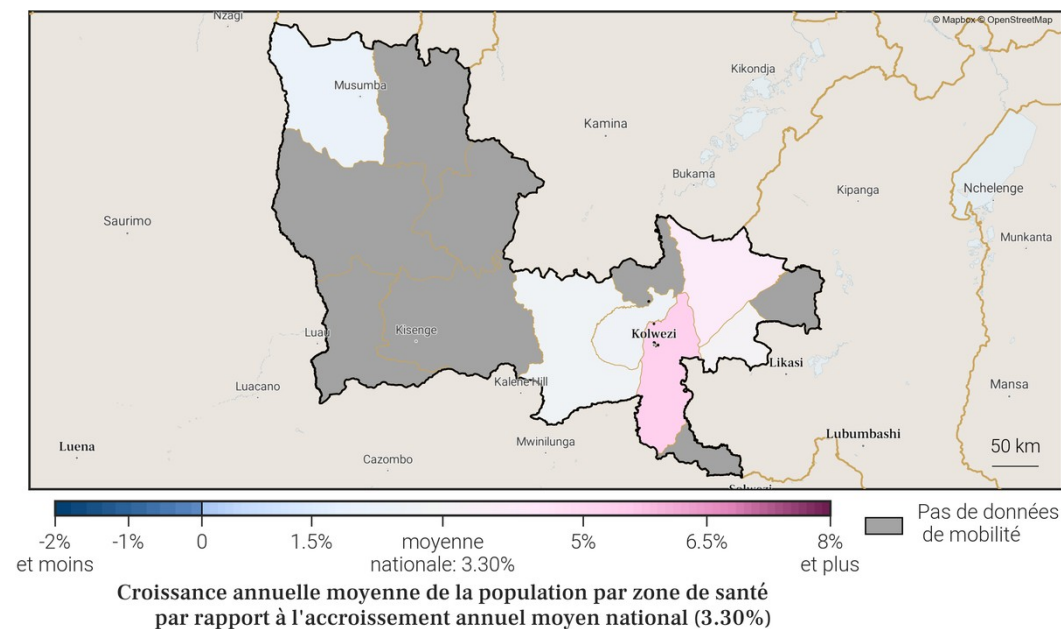 Nzagi
© Mapbox © OpenStreetMap
Kikondja
Musumba
Kamina
Bukama
Kipanga
Nchelenge
Saurimo
Munkanta
Luau
Kisenge
Kolwezi
Likasi
Luacano
Kalene Hill
Mansa
Mwinilunga
Lubumbashi
Luena
Cazombo
50 km
-2% -1% 0 1.5% moyenne 5% 6.5% 8%
et moins nationale: 3.30% et plus
Pas de données
de mobilité
Croissance annuelle moyenne de la population par zone de santé
par rapport à l'accroissement annuel moyen national (3.30%)